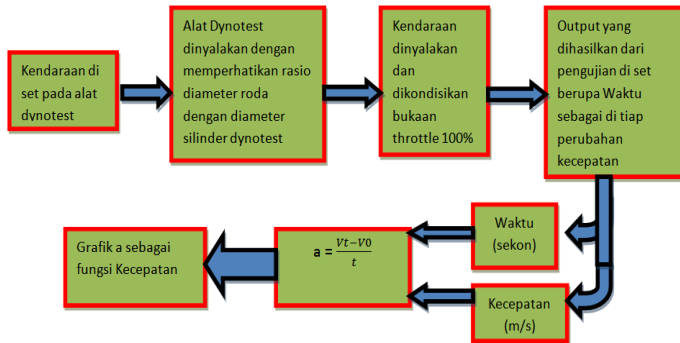 Kendaraan di
set pada alat
dynotest
Alat Dynotest
dinyalakan dengan
memperhatikan rasio
diameter roda
dengan diameter
silinder dynotest
Kendaraan
dinyalakan
dan
dikondisikan
bukaan
throttle 100%
Output yang
dihasilkan dari
pengujian di set
berupa Waktu
sebagai di tiap
perubahan
kecepatan
Waktu
(sekon)
Kecepatan
(m/s)
a = (Vt−V0)/t
Grafik a sebagai
fungsi Kecepatan